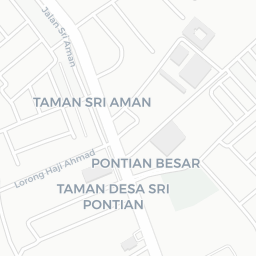 Jalan Sri Aman
TAMAN SRI AMAN
Lorong Haji Ahmad
PONTIAN BESAR
TAMAN DESA SRI
PONTIAN